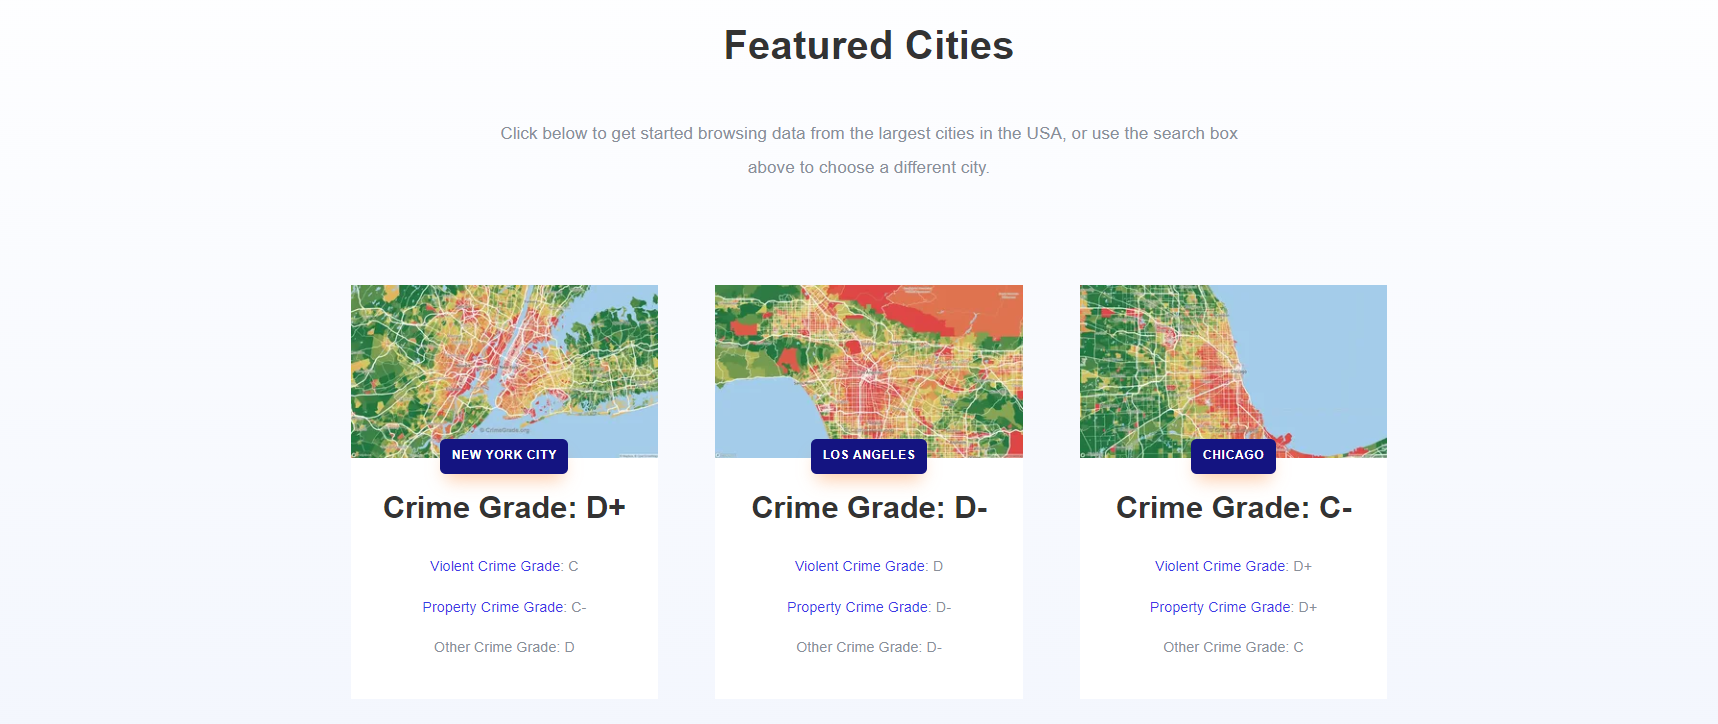 Featured Cities
Click below to get started browsing data from the largest cities in the USA, or use the search box
above to choose a different city.
© CrimeGrade.org
NEW YORK CITY
Crime Grade: D+
Violent Crime Grade: C
Property Crime Grade: C-
Other Crime Grade: D
LOS ANGELES
Crime Grade: D-
Violent Crime Grade: D
Property Crime Grade: D-
Other Crime Grade: D-
CHICAGO
Crime Grade: C-
Violent Crime Grade: D+
Property Crime Grade: D+
Other Crime Grade: C